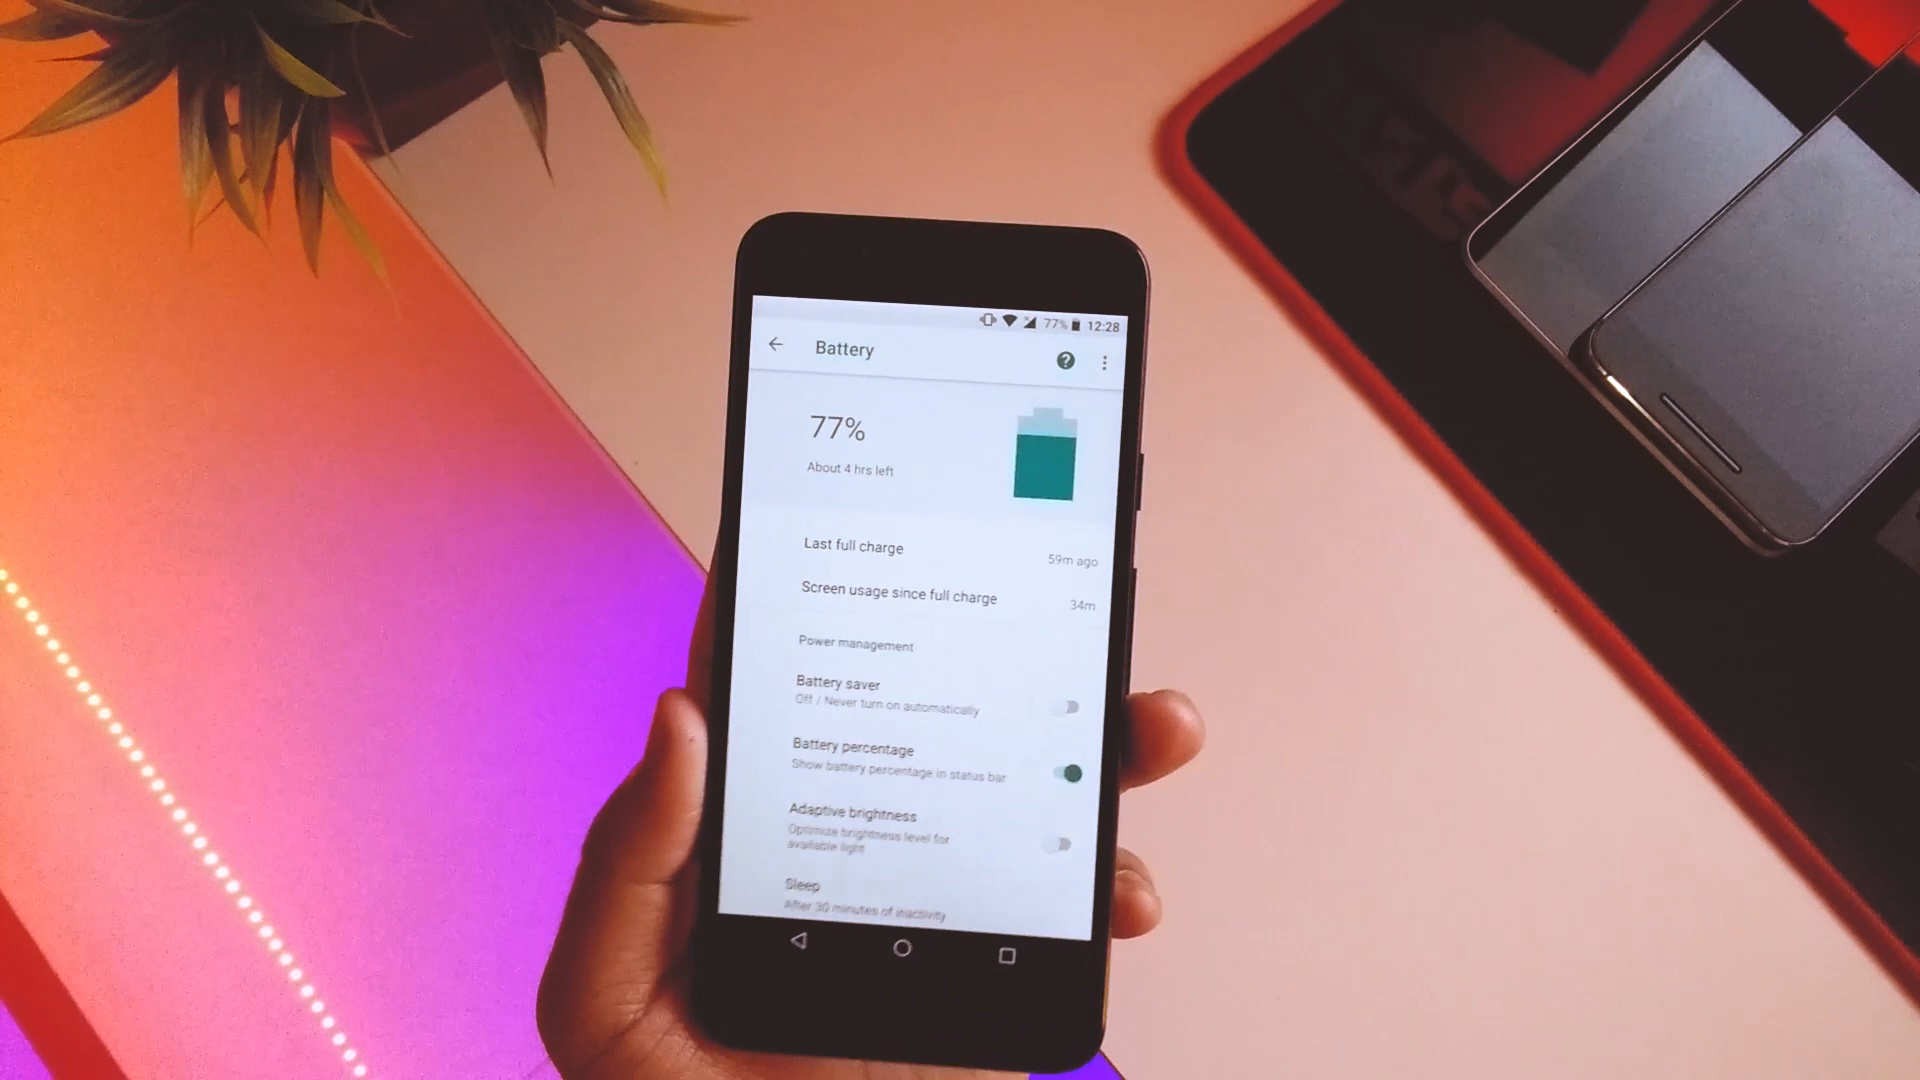 77% 12:28
Battery
77%
About 4 hrs left
Last full charge
59m ago
Screen usage since full charge
34m
Power management
Battery saver
Off / Never turn on automatically
Battery percentage
Show battery percentage in status bar
Adaptive brightness
Optimize brightness level for
available light
Sleep
After 30 minutes of inactivity